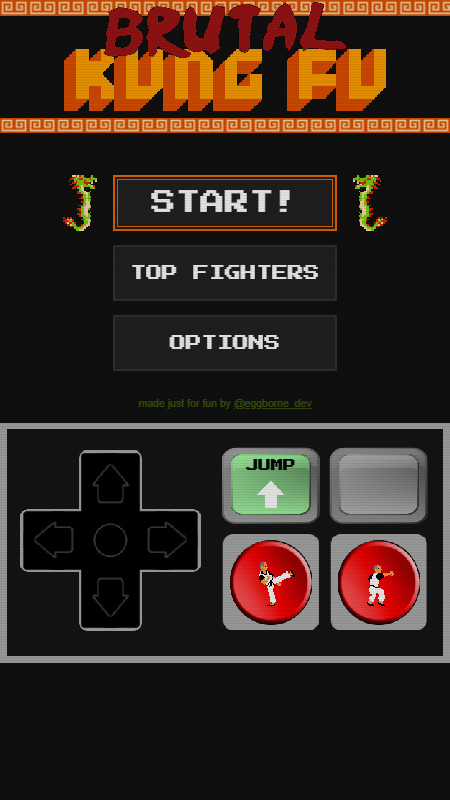 BRUTAL
KUNG FU
START!
TOP FIGHTERS
OPTIONS
made just for fun by @eggborne_dev
JUMP